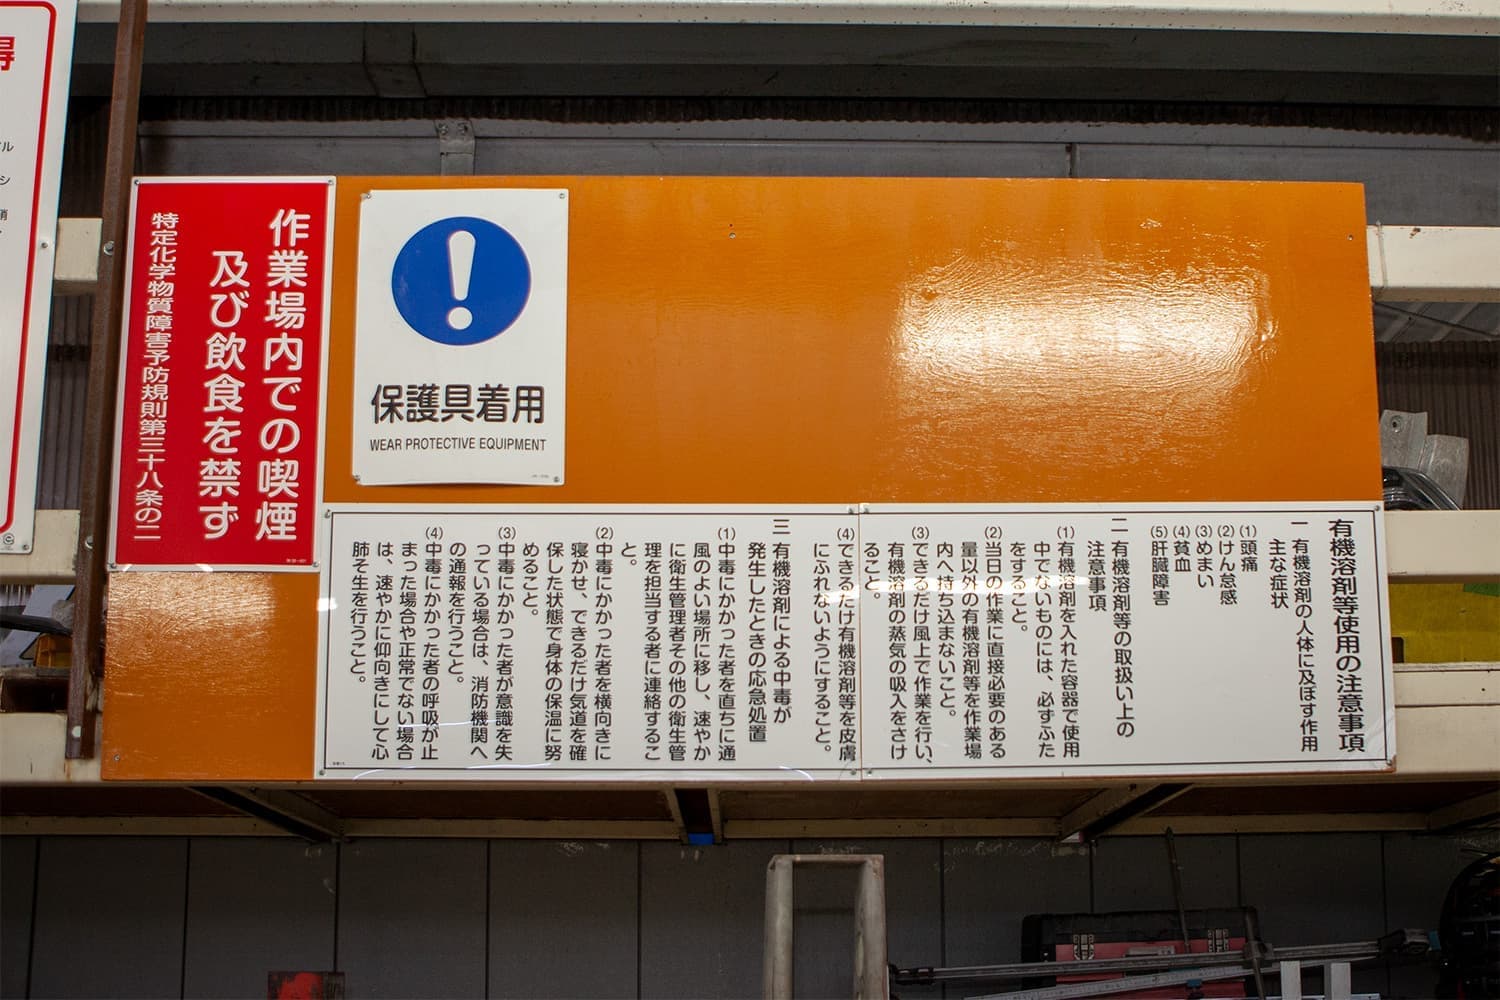 得
作業場内での喫煙
及び飲食を禁ず
特定化学物質障害予防規則第三十八条の二
保護具着用
WEAR PROTECTIVE EQUIPMENT
有機溶剤等使用の注意事項
一 有機溶剤の人体に及ぼす作用
主な症状
(1)頭痛
(2)けん怠感
(3)めまい
(4)貧血
(5)肝臓障害
二 有機溶剤等の取扱い上の
注意事項
(1)有機溶剤を入れた容器で使用
中でないものには、必ずふた
をすること。
(2)当日の作業に直接必要のある
量以外の有機溶剤等を作業場
内へ持ち込まないこと。
(3)できるだけ風上で作業を行い、
有機溶剤の蒸気の吸入をさけ
ること。
(4)できるだけ有機溶剤等を皮膚
にふれないようにすること。
三 有機溶剤による中毒が
発生したときの応急処置
(1)中毒にかかった者を直ちに通
風のよい場所に移し、速やか
に衛生管理者その他の衛生管
理を担当する者に連絡するこ
と。
(2)中毒にかかった者を横向きに
寝かせ、できるだけ気道を確
保した状態で身体の保温に努
めること。
(3)中毒にかかった者が意識を失
っている場合は、消防機関へ
の通報を行うこと。
(4)中毒にかかった者の呼吸が止
まった場合や正常でない場合
は、速やかに仰向きにして心
肺そ生を行うこと。